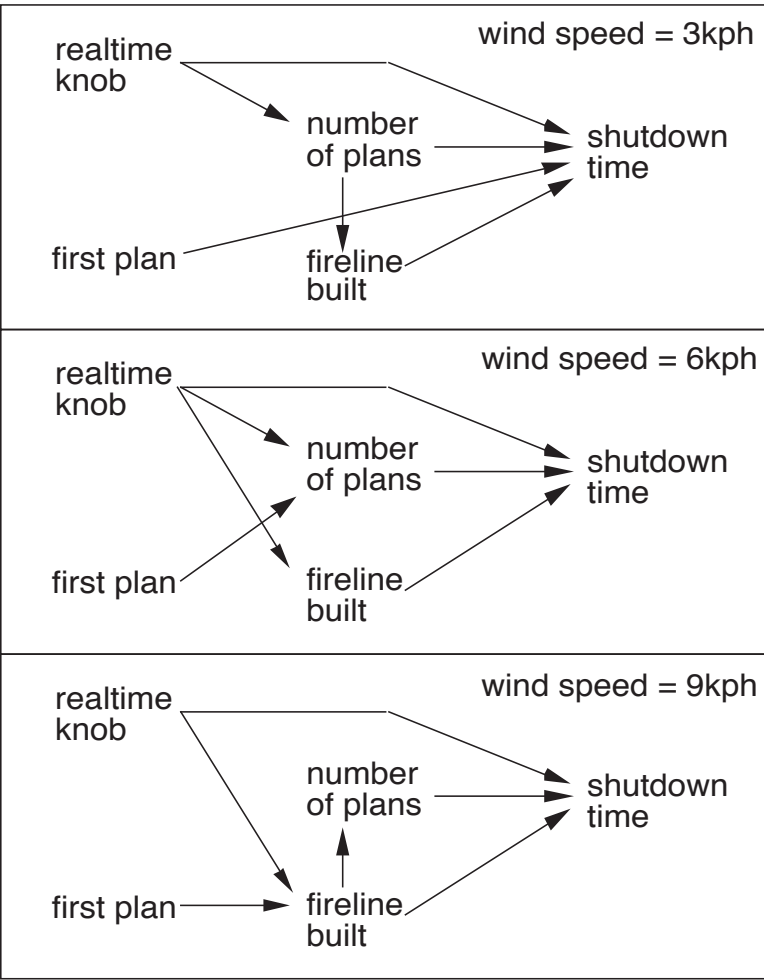 wind speed = 3kph
realtime
knob
number
of plans
shutdown
time
first plan
fireline
built
wind speed = 6kph
realtime
knob
number
of plans
shutdown
time
first plan
fireline
built
wind speed = 9kph
realtime
knob
number
of plans
shutdown
time
first plan
fireline
built